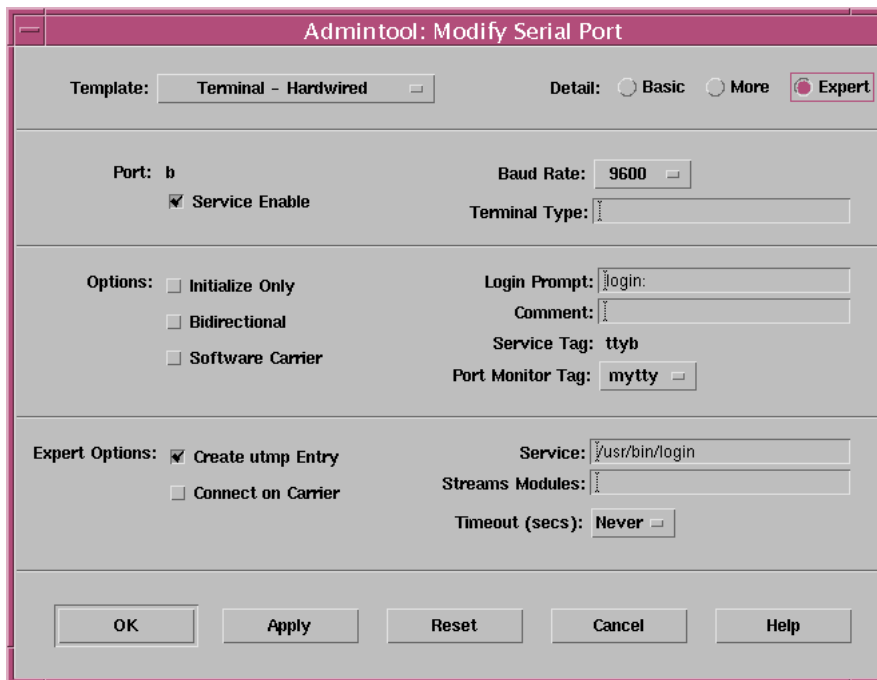 Admintool: Modify Serial Port
Template: Terminal - Hardwired Detail: Basic More Expert
Port: b Baud Rate: 9600
Service Enable
Terminal Type:
Options: Initialize Only Login Prompt: login:
Bidirectional Comment:
Service Tag: ttyb
Software Carrier
Port Monitor Tag: mytty
Expert Options: Create utmp Entry Service: /usr/bin/login
Connect on Carrier Streams Modules:
Timeout (secs): Never
OK Apply Reset Cancel Help